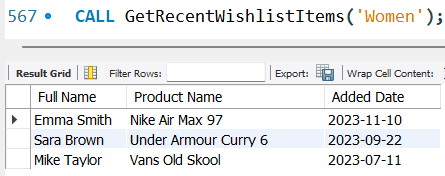 567 CALL GetRecentWishlistItems('Women');
Result Grid Filter Rows: Export: Wrap Cell Content:
Full Name Product Name Added Date
Emma Smith Nike Air Max 97 2023-11-10
Sara Brown Under Armour Curry 6 2023-09-22
Mike Taylor Vans Old Skool 2023-07-11